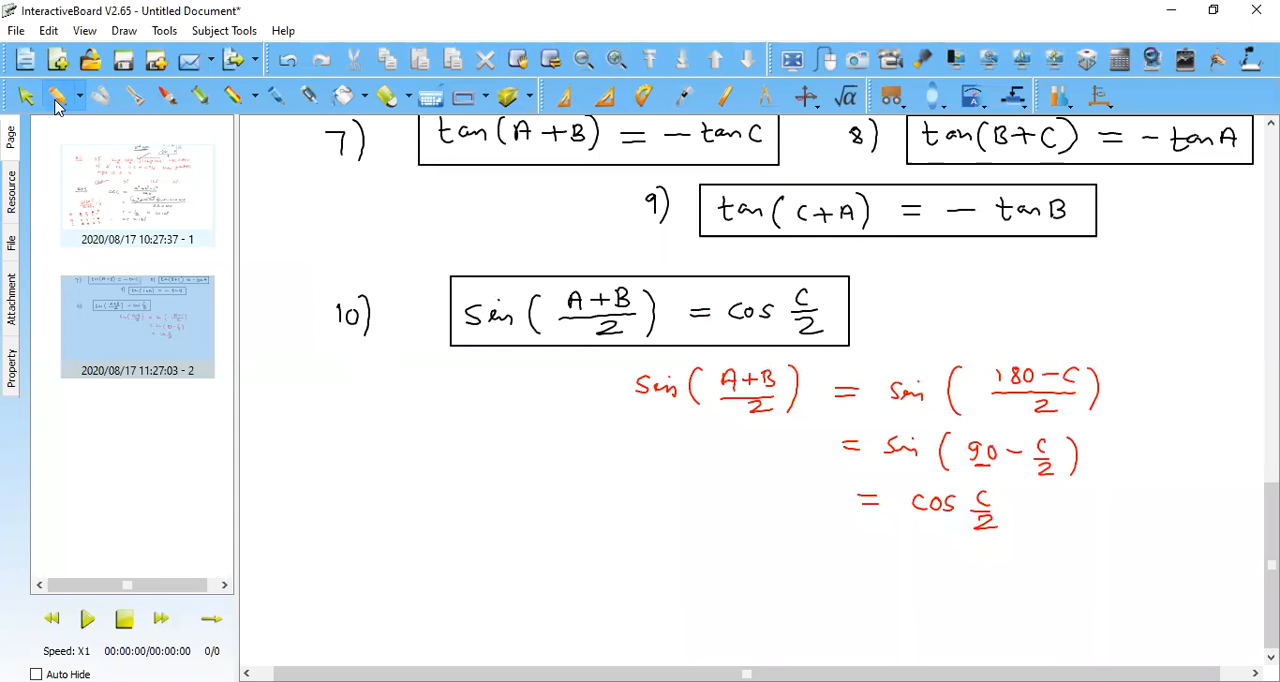 InteractiveBoard V2.65 - Untitled Document*
File Edit View Draw Tools Subject Tools Help
Page
Resource
File
Attachment
Property
2020/08/17 10:27:37 - 1
2020/08/17 11:27:03 - 2
Speed: X1 00:00:00/00:00:00 0/0
Auto Hide
7) tan(A+B) = - tanC 8) tan(B+C) = - tanA
9) tan(C+A) = - tanB
10) sin((A+B)/2) = cos C/2
sin((A+B)/2) = sin((180-C)/2)
= sin(90 - C/2)
= cos C/2